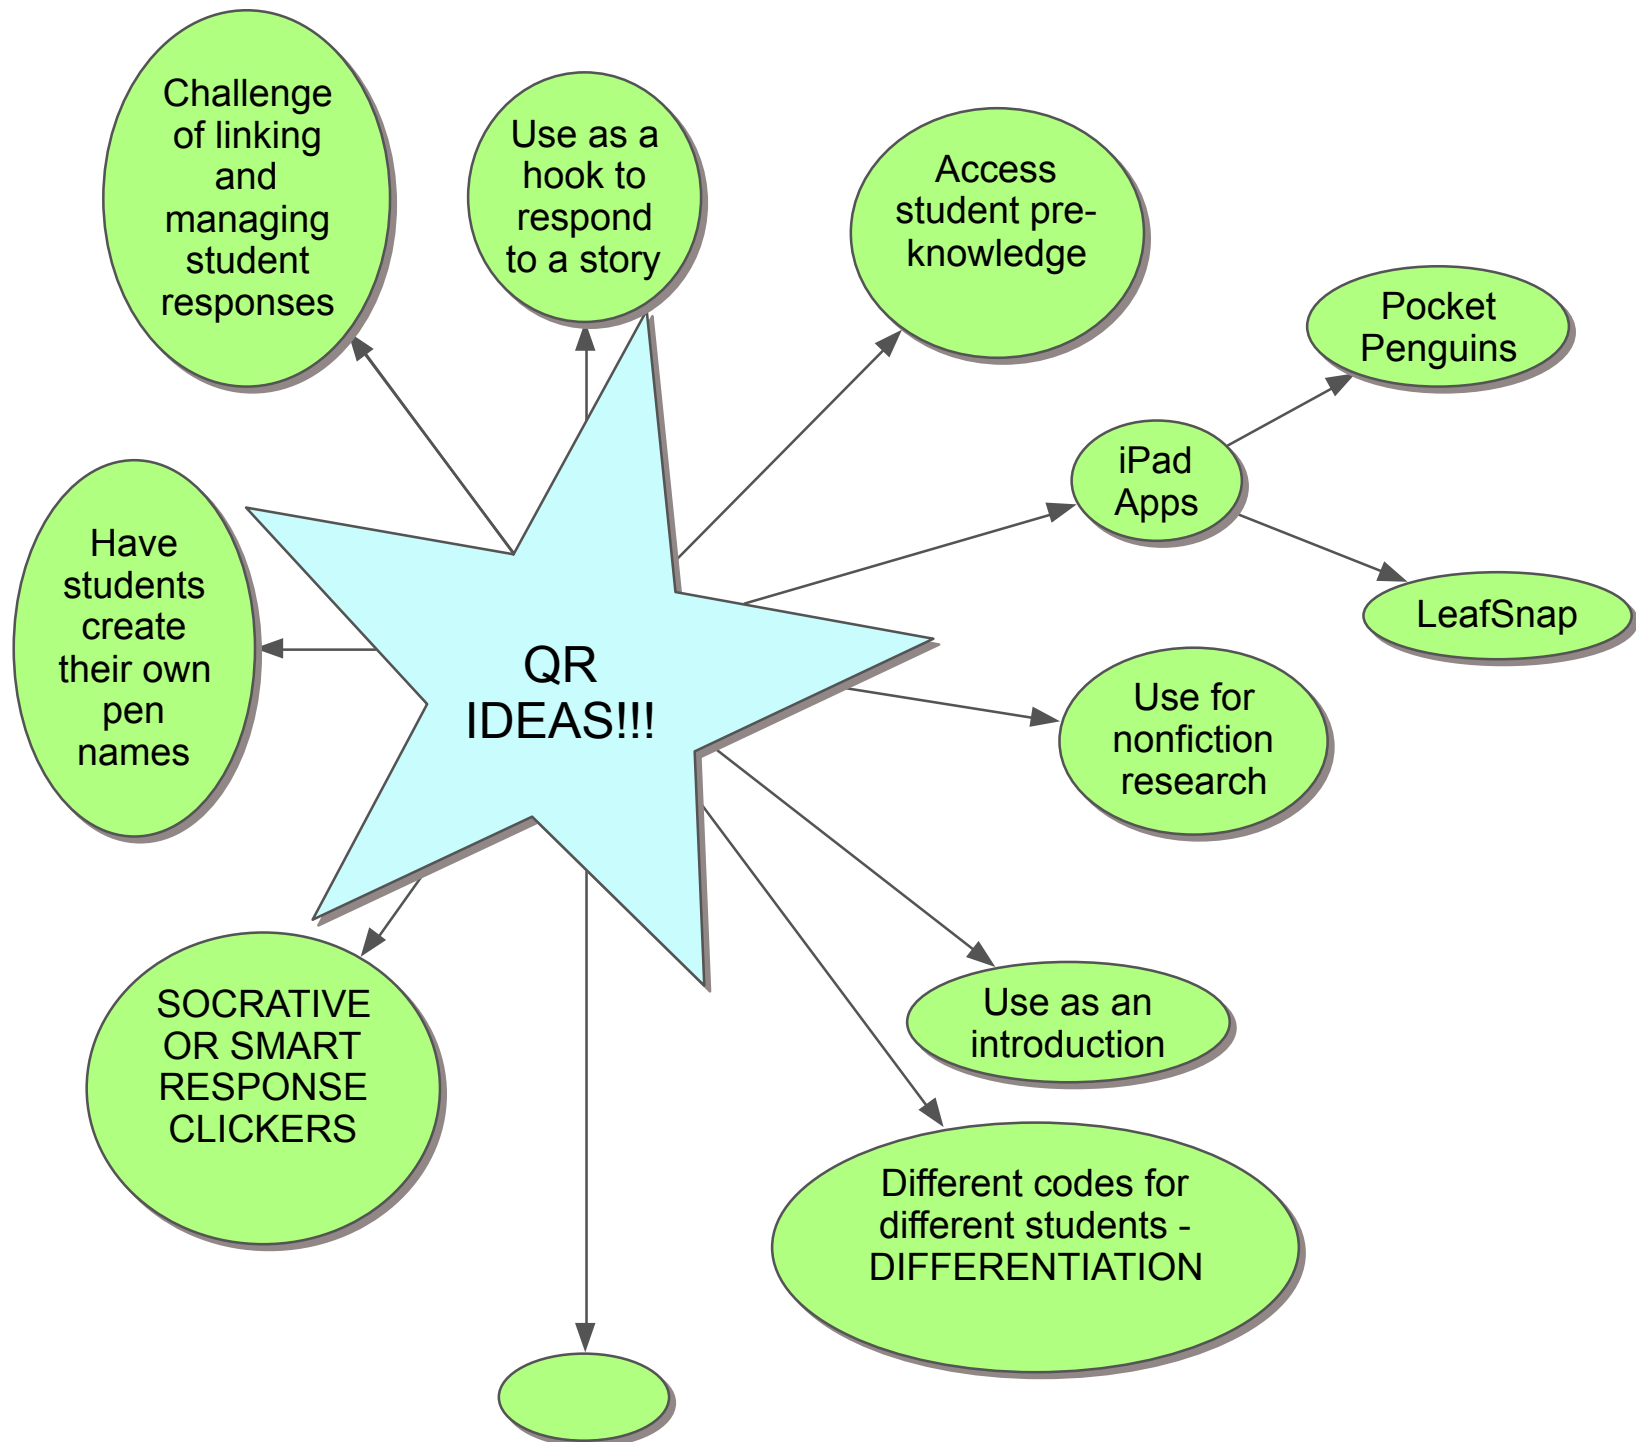 Challenge
of linking
and
managing
student
responses
Use as a
hook to
respond
to a story
Access
student pre-
knowledge
Pocket
Penguins
iPad
Apps
LeafSnap
Have
students
create
their own
pen
names
QR
IDEAS!!!
Use for
nonfiction
research
SOCRATIVE
OR SMART
RESPONSE
CLICKERS
Use as an
introduction
Different codes for
different students -
DIFFERENTIATION